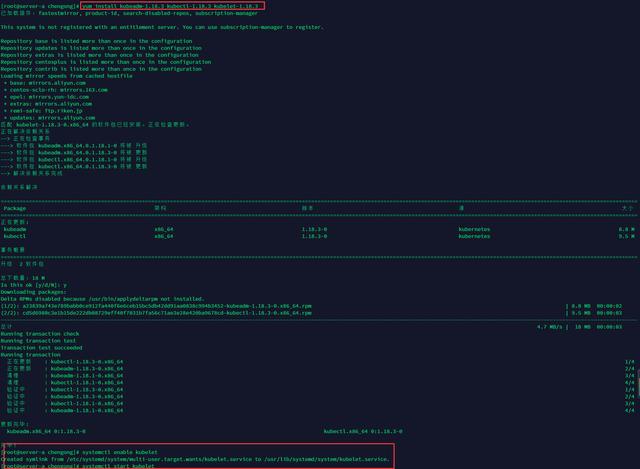 [root@server-a chengong]# yum install kubeadm-1.18.3 kubectl-1.18.3 kubelet-1.18.3
已加载插件：fastestmirror, product-id, search-disabled-repos, subscription-manager
This system is not registered with an entitlement server. You can use subscription-manager to register.
Repository base is listed more than once in the configuration
Repository updates is listed more than once in the configuration
Repository extras is listed more than once in the configuration
Repository centosplus is listed more than once in the configuration
Repository contrib is listed more than once in the configuration
Loading mirror speeds from cached hostfile
* base: mirrors.aliyun.com
* centos-sclo-rh: mirrors.163.com
* epel: mirrors.yun-idc.com
* extras: mirrors.aliyun.com
* remi-safe: ftp.riken.jp
* updates: mirrors.aliyun.com
匹配 kubelet-1.18.3-0.x86_64 的软件包已经安装。正在检查更新。
正在解决依赖关系
--> 正在检查事务
---> 软件包 kubeadm.x86_64.0.1.18.1-0 将被 升级
---> 软件包 kubeadm.x86_64.0.1.18.3-0 将被 更新
---> 软件包 kubectl.x86_64.0.1.18.1-0 将被 升级
---> 软件包 kubectl.x86_64.0.1.18.3-0 将被 更新
--> 解决依赖关系完成
依赖关系解决
Package 架构 版本 源 大小
正在更新:
kubeadm x86_64 1.18.3-0 kubernetes 8.8 M
kubectl x86_64 1.18.3-0 kubernetes 9.5 M
事务概要
升级 2 软件包
总下载量：18 M
Is this ok [y/d/N]: y
Downloading packages:
Delta RPMs disabled because /usr/bin/applydeltarpm not installed.
(1/2): | 8.8 MB 00:00:02
(2/2): | 9.5 MB 00:00:03
总计 4.7 MB/s | 18 MB 00:00:03
Running transaction check
Running transaction test
Transaction test succeeded
Running transaction
正在更新 : kubectl-1.18.3-0.x86_64 1/4
正在更新 : kubeadm-1.18.3-0.x86_64 2/4
清理 : kubeadm-1.18.1-0.x86_64 3/4
清理 : kubectl-1.18.1-0.x86_64 4/4
验证中 : kubectl-1.18.3-0.x86_64 1/4
验证中 : kubeadm-1.18.3-0.x86_64 2/4
验证中 : kubectl-1.18.1-0.x86_64 3/4
验证中 : kubeadm-1.18.1-0.x86_64 4/4
更新完毕:
kubeadm.x86_64 0:1.18.3-0 kubectl.x86_64 0:1.18.3-0
完毕！
[root@server-a chengong]# systemctl enable kubelet
Created symlink from /etc/systemd/system/multi-user.target.wants/kubelet.service to /usr/lib/systemd/system/kubelet.service.
[root@server-a chengong]# systemctl start kubelet